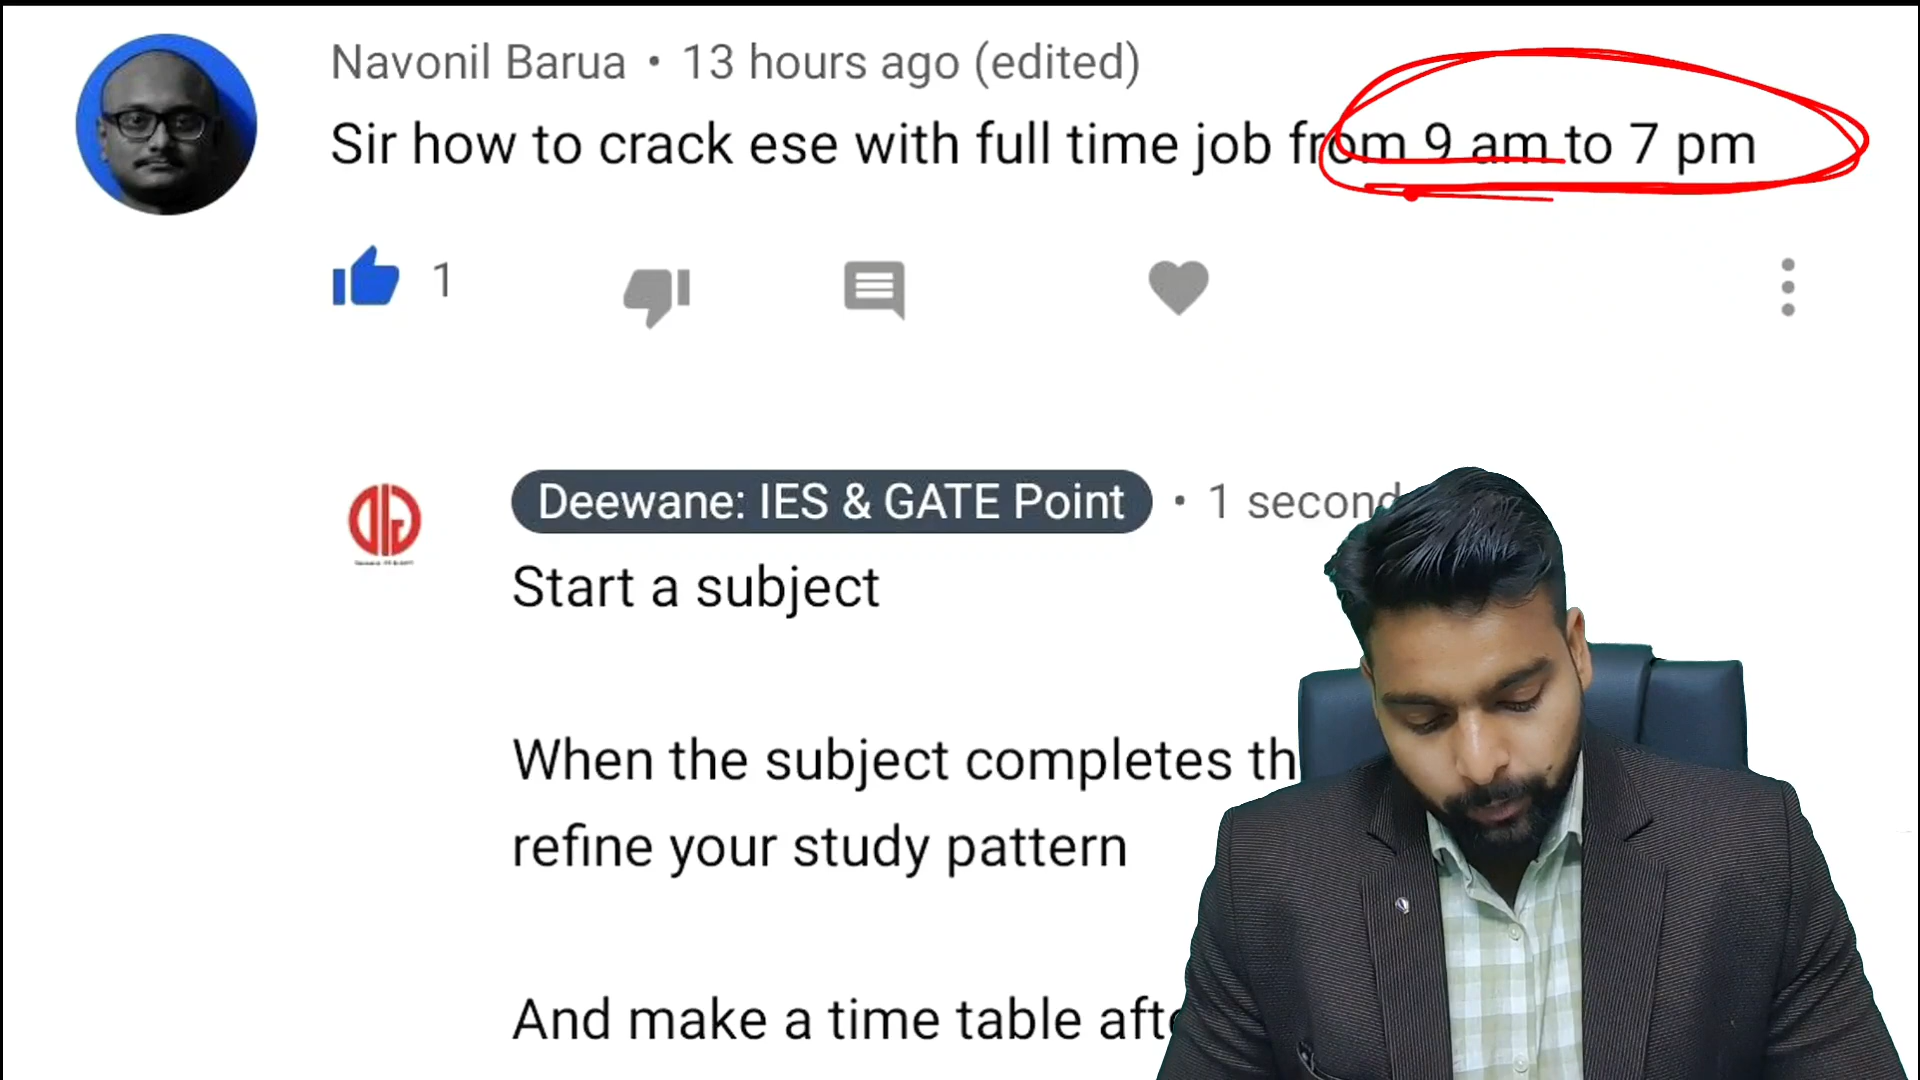 Navonil Barua • 13 hours ago (edited)
Sir how to crack ese with full time job from 9 am to 7 pm
1
Deewane: IES & GATE Point • 1 second
Start a subject
When the subject completes th
refine your study pattern
And make a time table afte